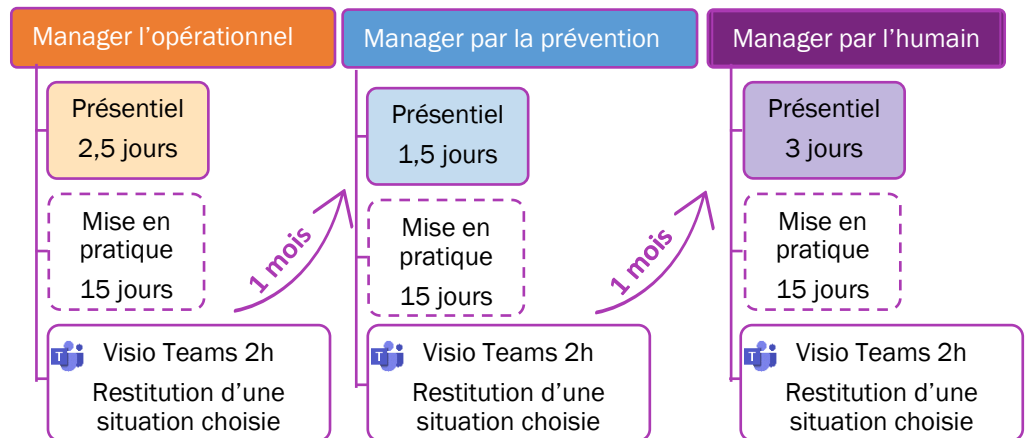 Manager l’opérationnel
Présentiel
2,5 jours
Mise en
pratique
15 jours
Visio Teams 2h
Restitution d’une
situation choisie
1 mois
Manager par la prévention
Présentiel
1,5 jours
Mise en
pratique
15 jours
Visio Teams 2h
Restitution d’une
situation choisie
1 mois
Manager par l’humain
Présentiel
3 jours
Mise en
pratique
15 jours
Visio Teams 2h
Restitution d’une
situation choisie